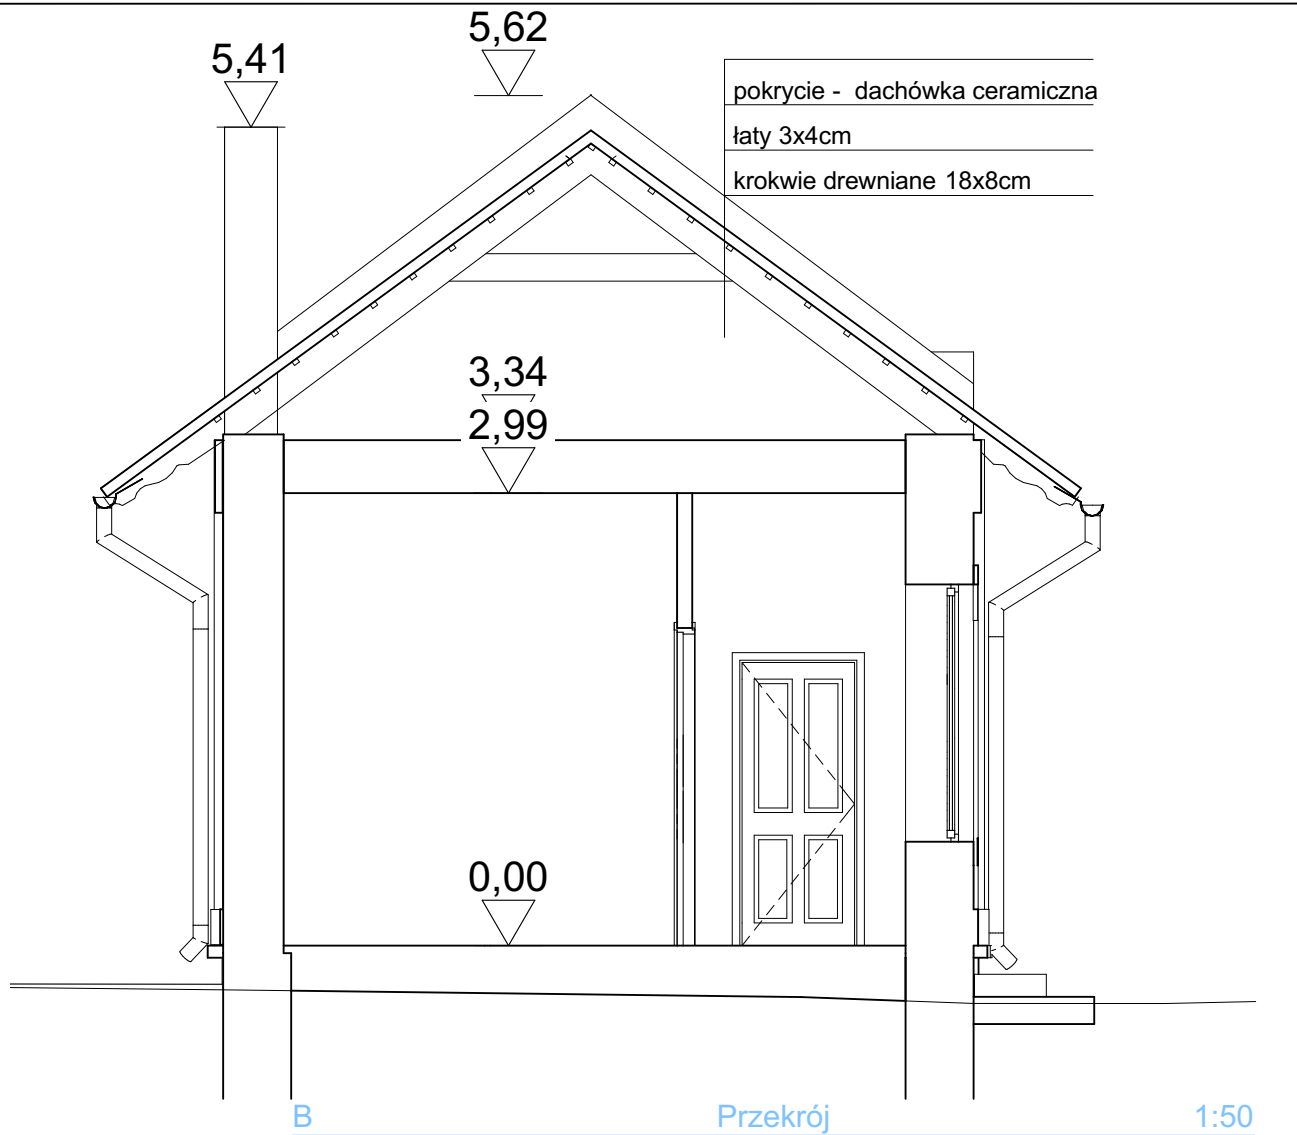 5,62
5,41
pokrycie - dachówka ceramiczna
łaty 3x4cm
krokwie drewniane 18x8cm
3,34
2,99
0,00
B Przekrój 1:50